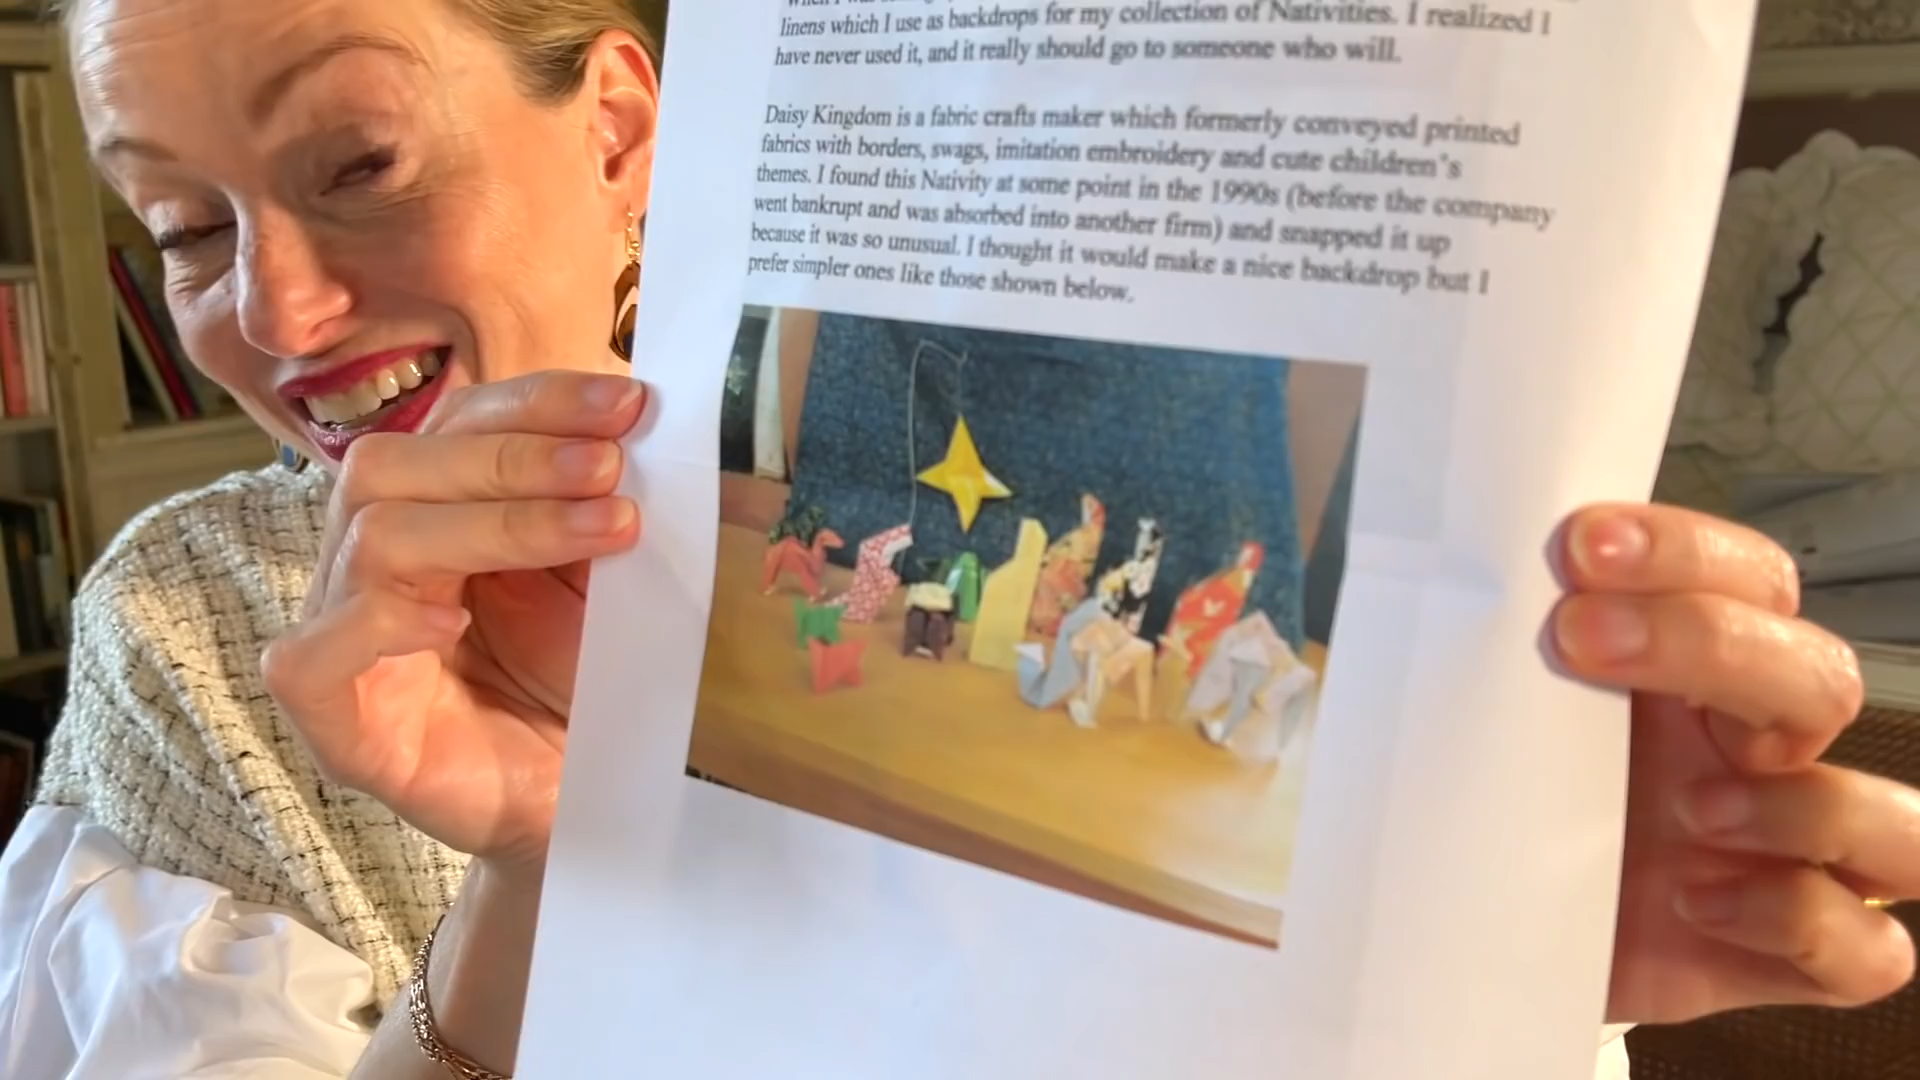 linens which I use as backdrops for my collection of Nativities. I realized I
have never used it, and it really should go to someone who will.
Daisy Kingdom is a fabric crafts maker which formerly conveyed printed
fabrics with borders, swags, imitation embroidery and cute children's
themes. I found this Nativity at some point in the 1990s (before the company
went bankrupt and was absorbed into another firm) and snapped it up
because it was so unusual. I thought it would make a nice backdrop but I
prefer simpler ones like those shown below.